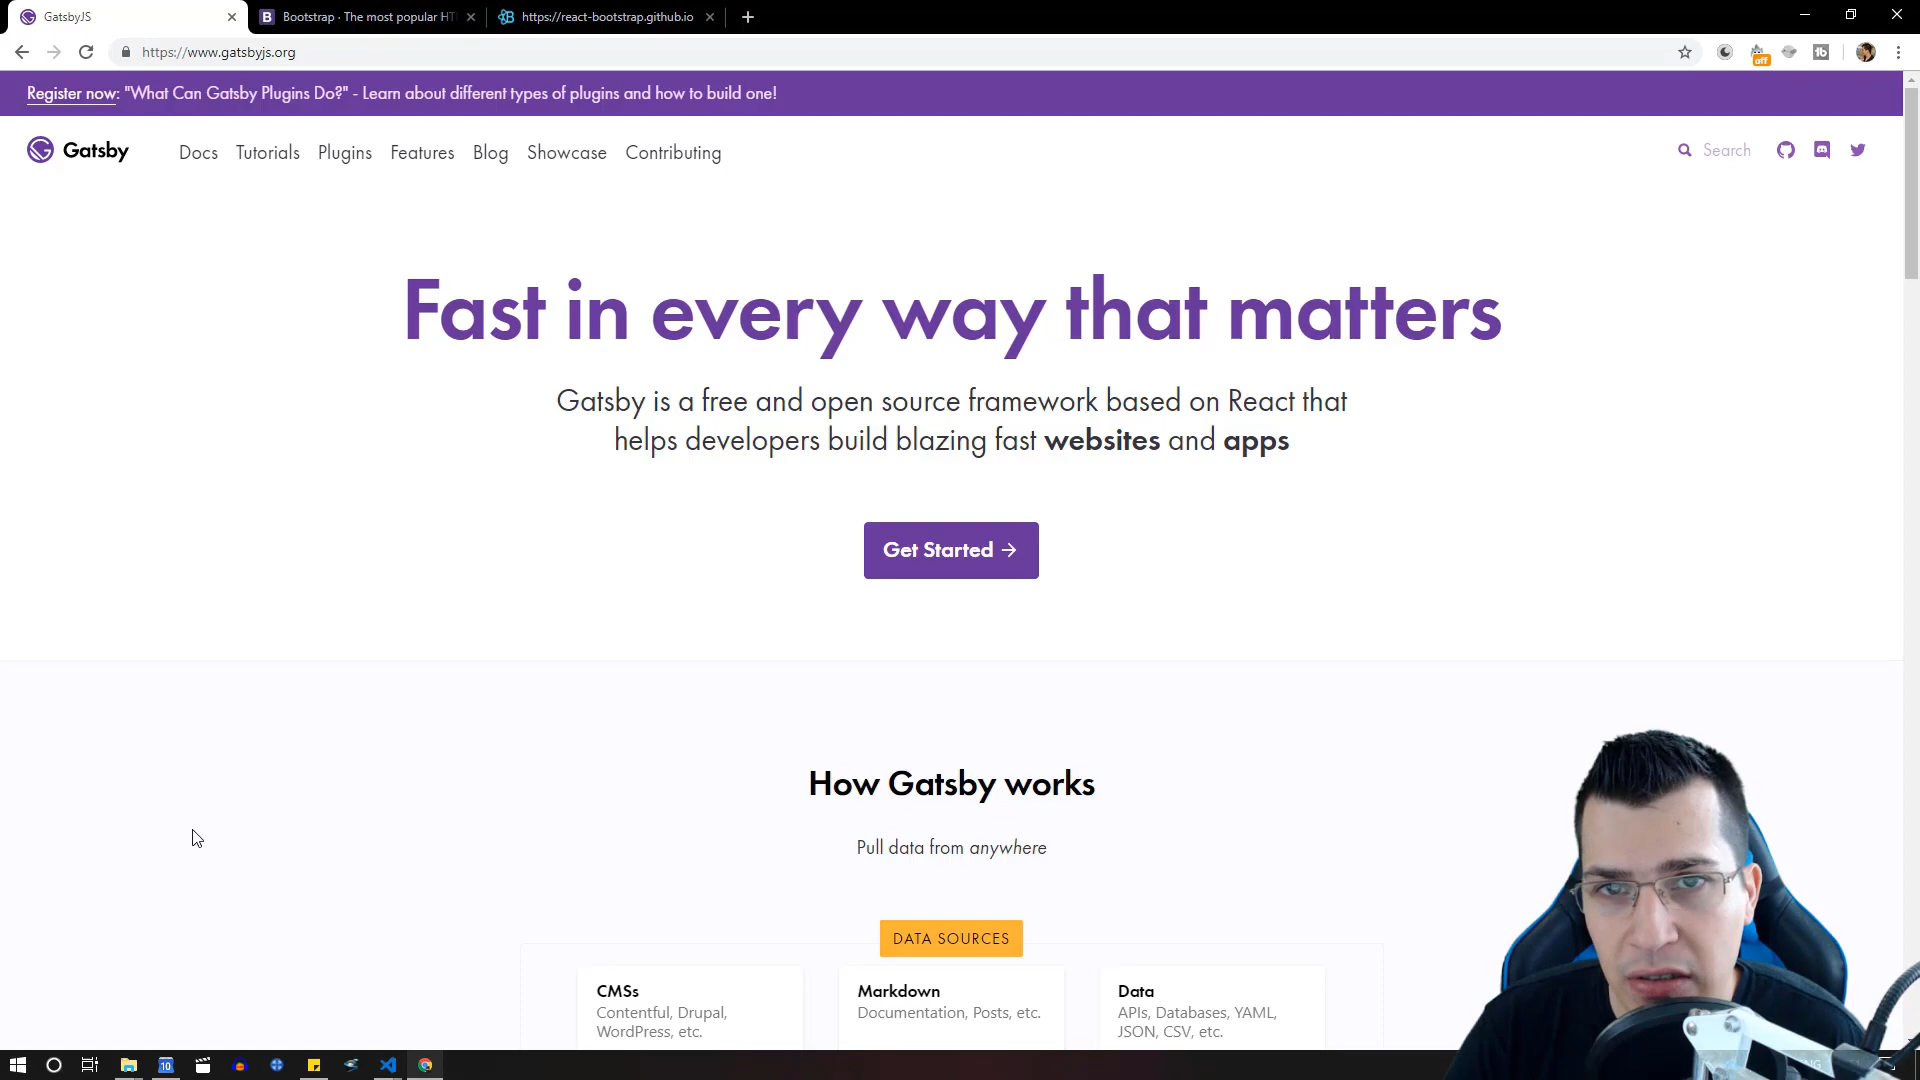 GatsbyJS
Bootstrap · The most popular HT
https://react-bootstrap.github.io
https://www.gatsbyjs.org
off
Register now: "What Can Gatsby Plugins Do?" - Learn about different types of plugins and how to build one!
Gatsby
Docs Tutorials Plugins Features Blog Showcase Contributing
Search
Fast in every way that matters
Gatsby is a free and open source framework based on React that
helps developers build blazing fast websites and apps
Get Started →
How Gatsby works
Pull data from anywhere
DATA SOURCES
CMSs
Contentful, Drupal,
WordPress, etc.
Markdown
Documentation, Posts, etc.
Data
APIs, Databases, YAML,
JSON, CSV, etc.
10